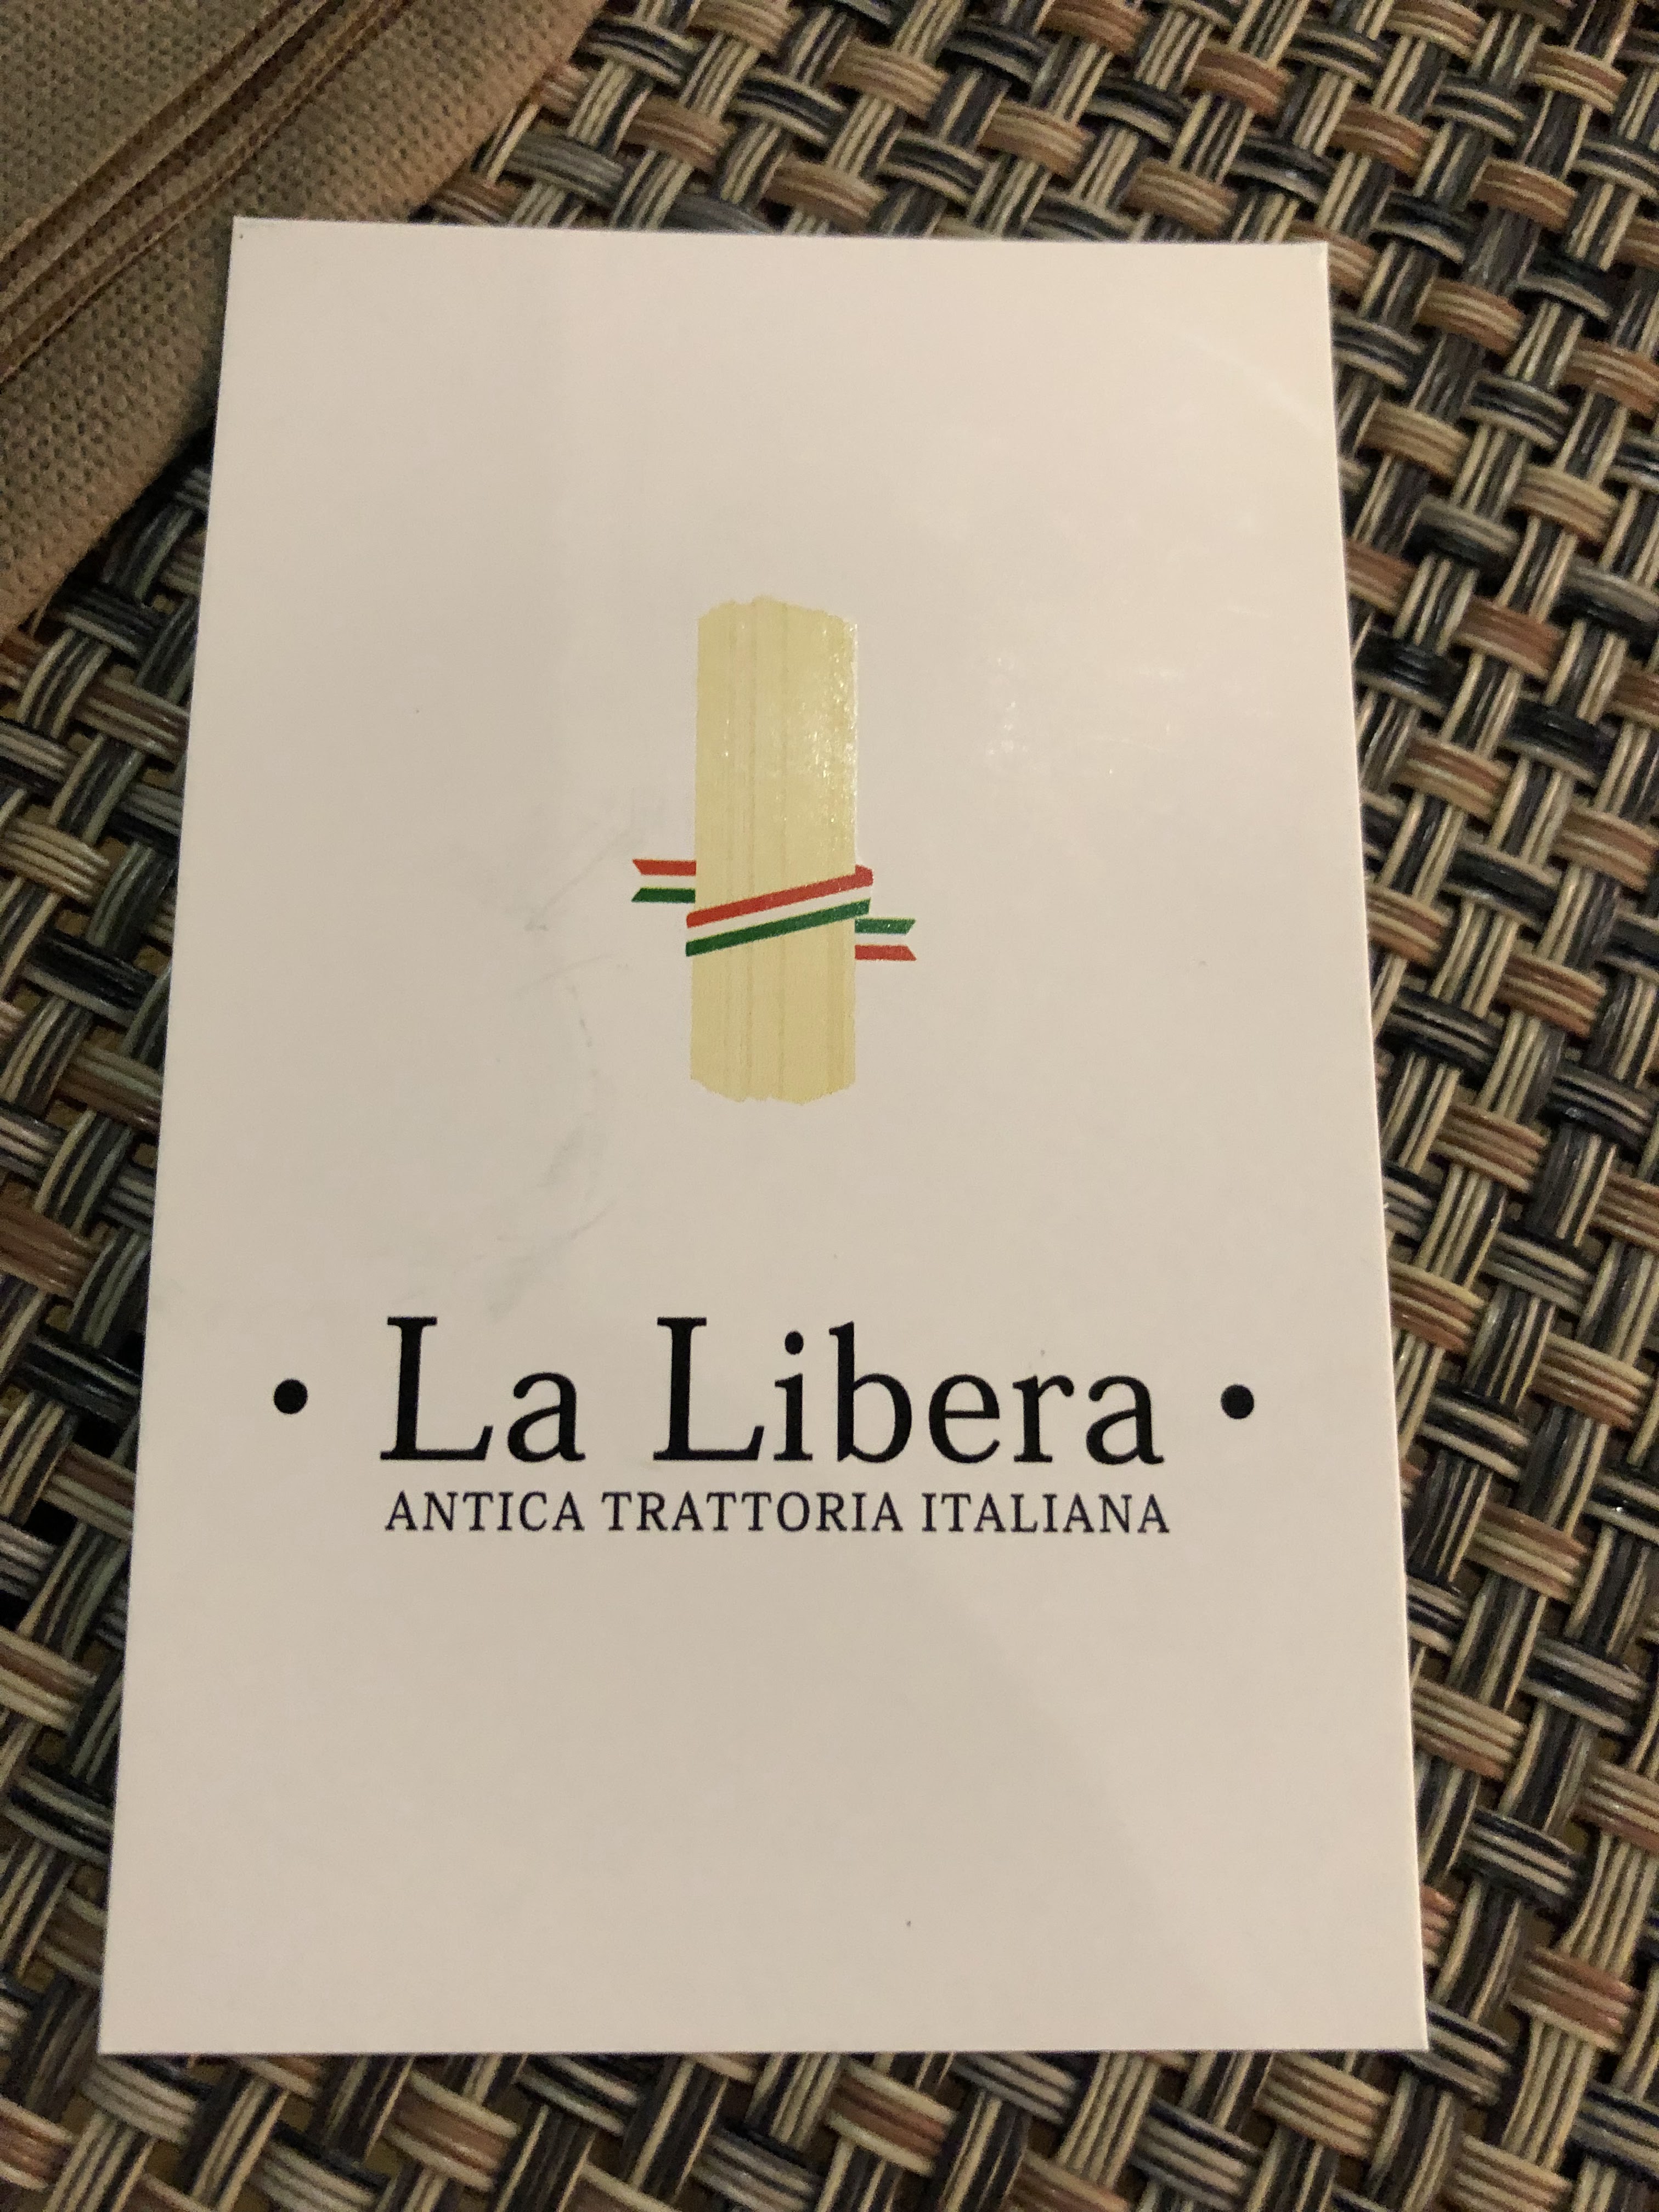 • La Libera •
ANTICA TRATTORIA ITALIANA